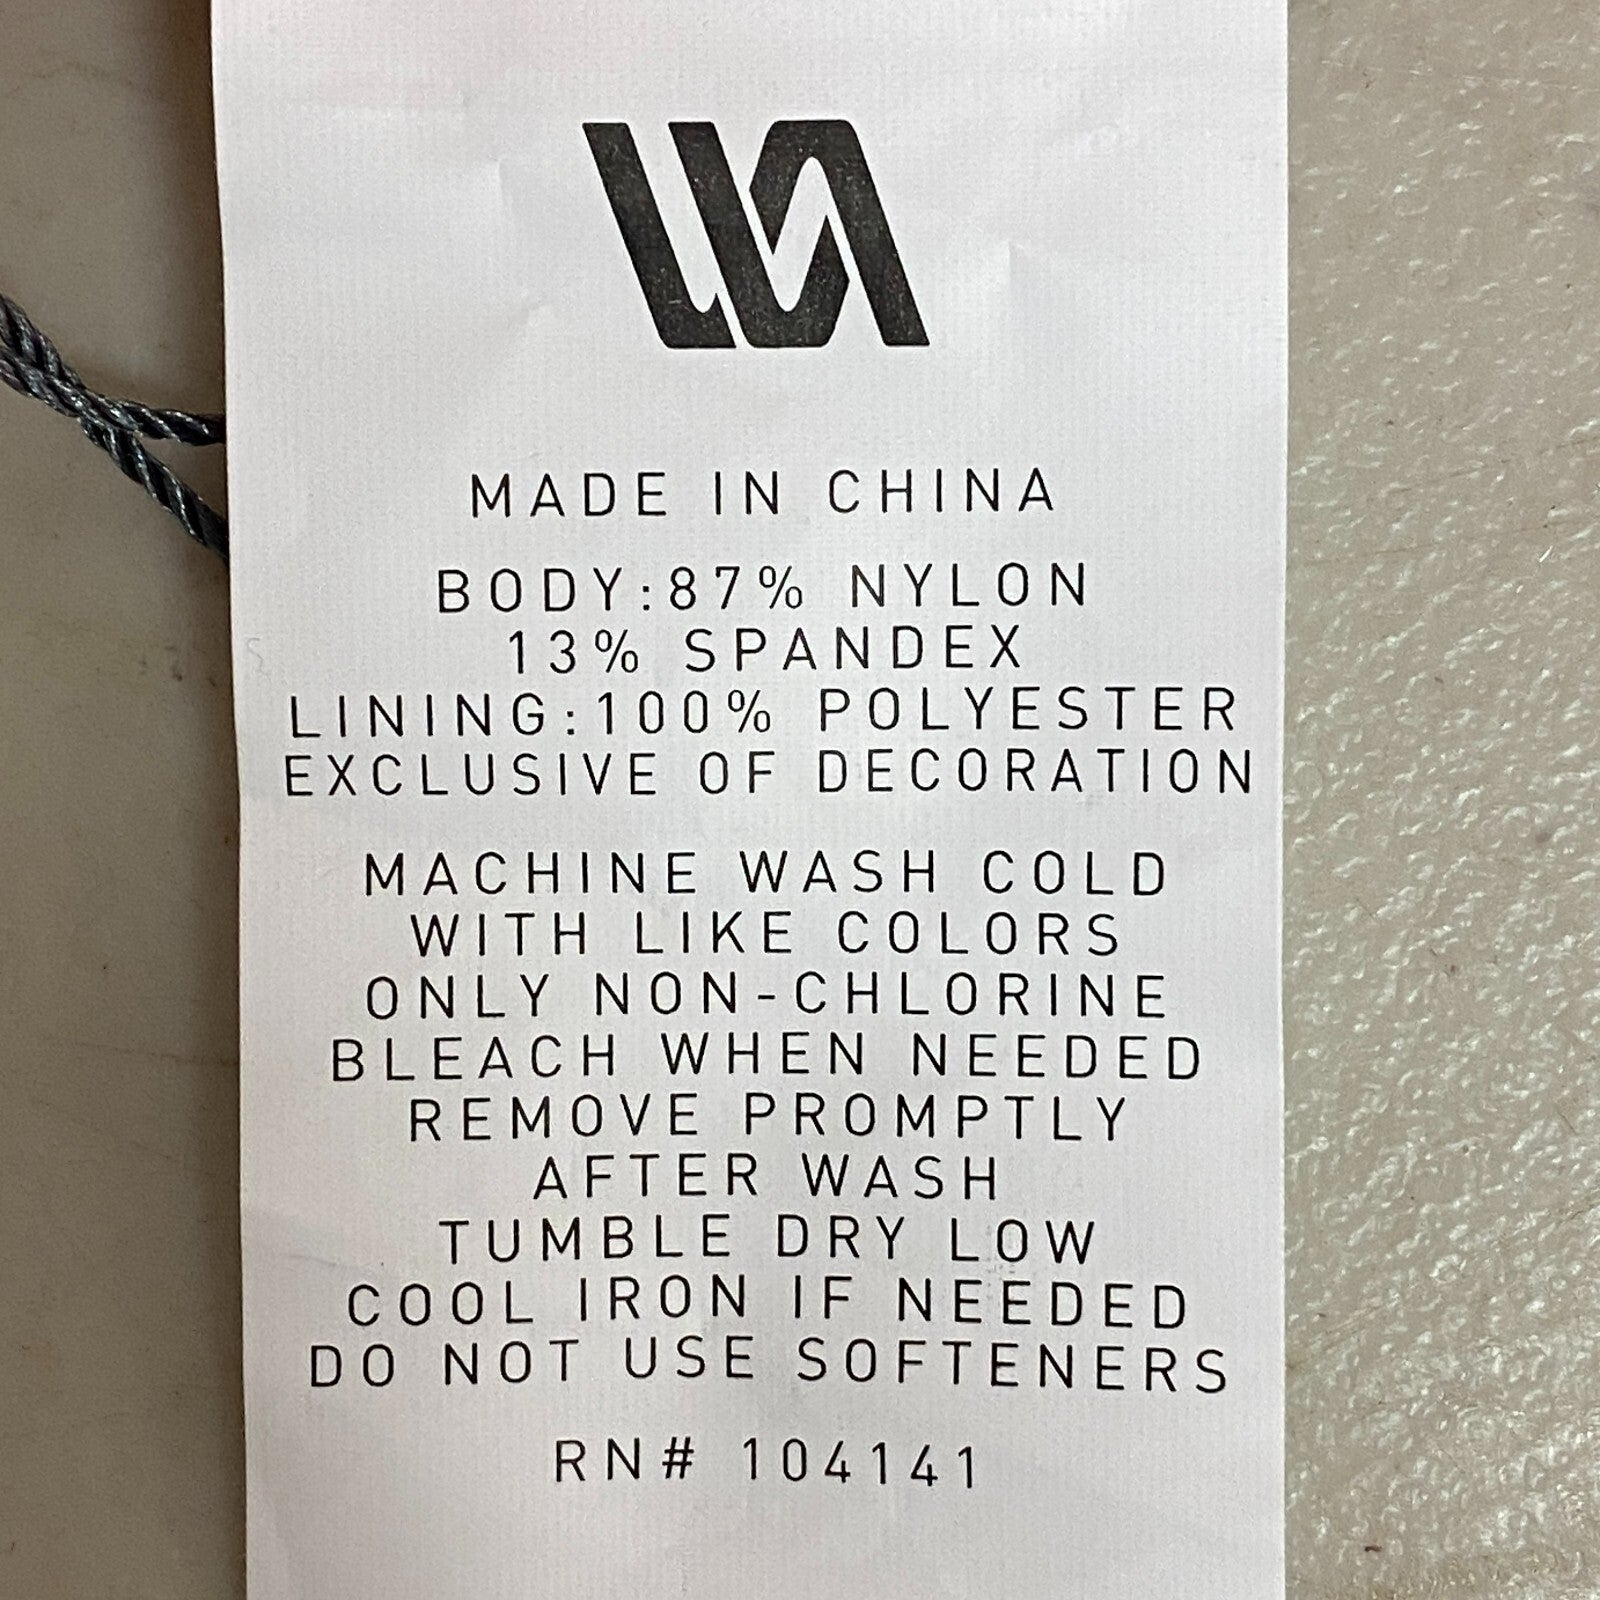 MADE IN CHINA
BODY:87% NYLON
13% SPANDEX
LINING:100% POLYESTER
EXCLUSIVE OF DECORATION
MACHINE WASH COLD
WITH LIKE COLORS
ONLY NON-CHLORINE
BLEACH WHEN NEEDED
REMOVE PROMPTLY
AFTER WASH
TUMBLE DRY LOW
COOL IRON IF NEEDED
DO NOT USE SOFTENERS
RN# 104141